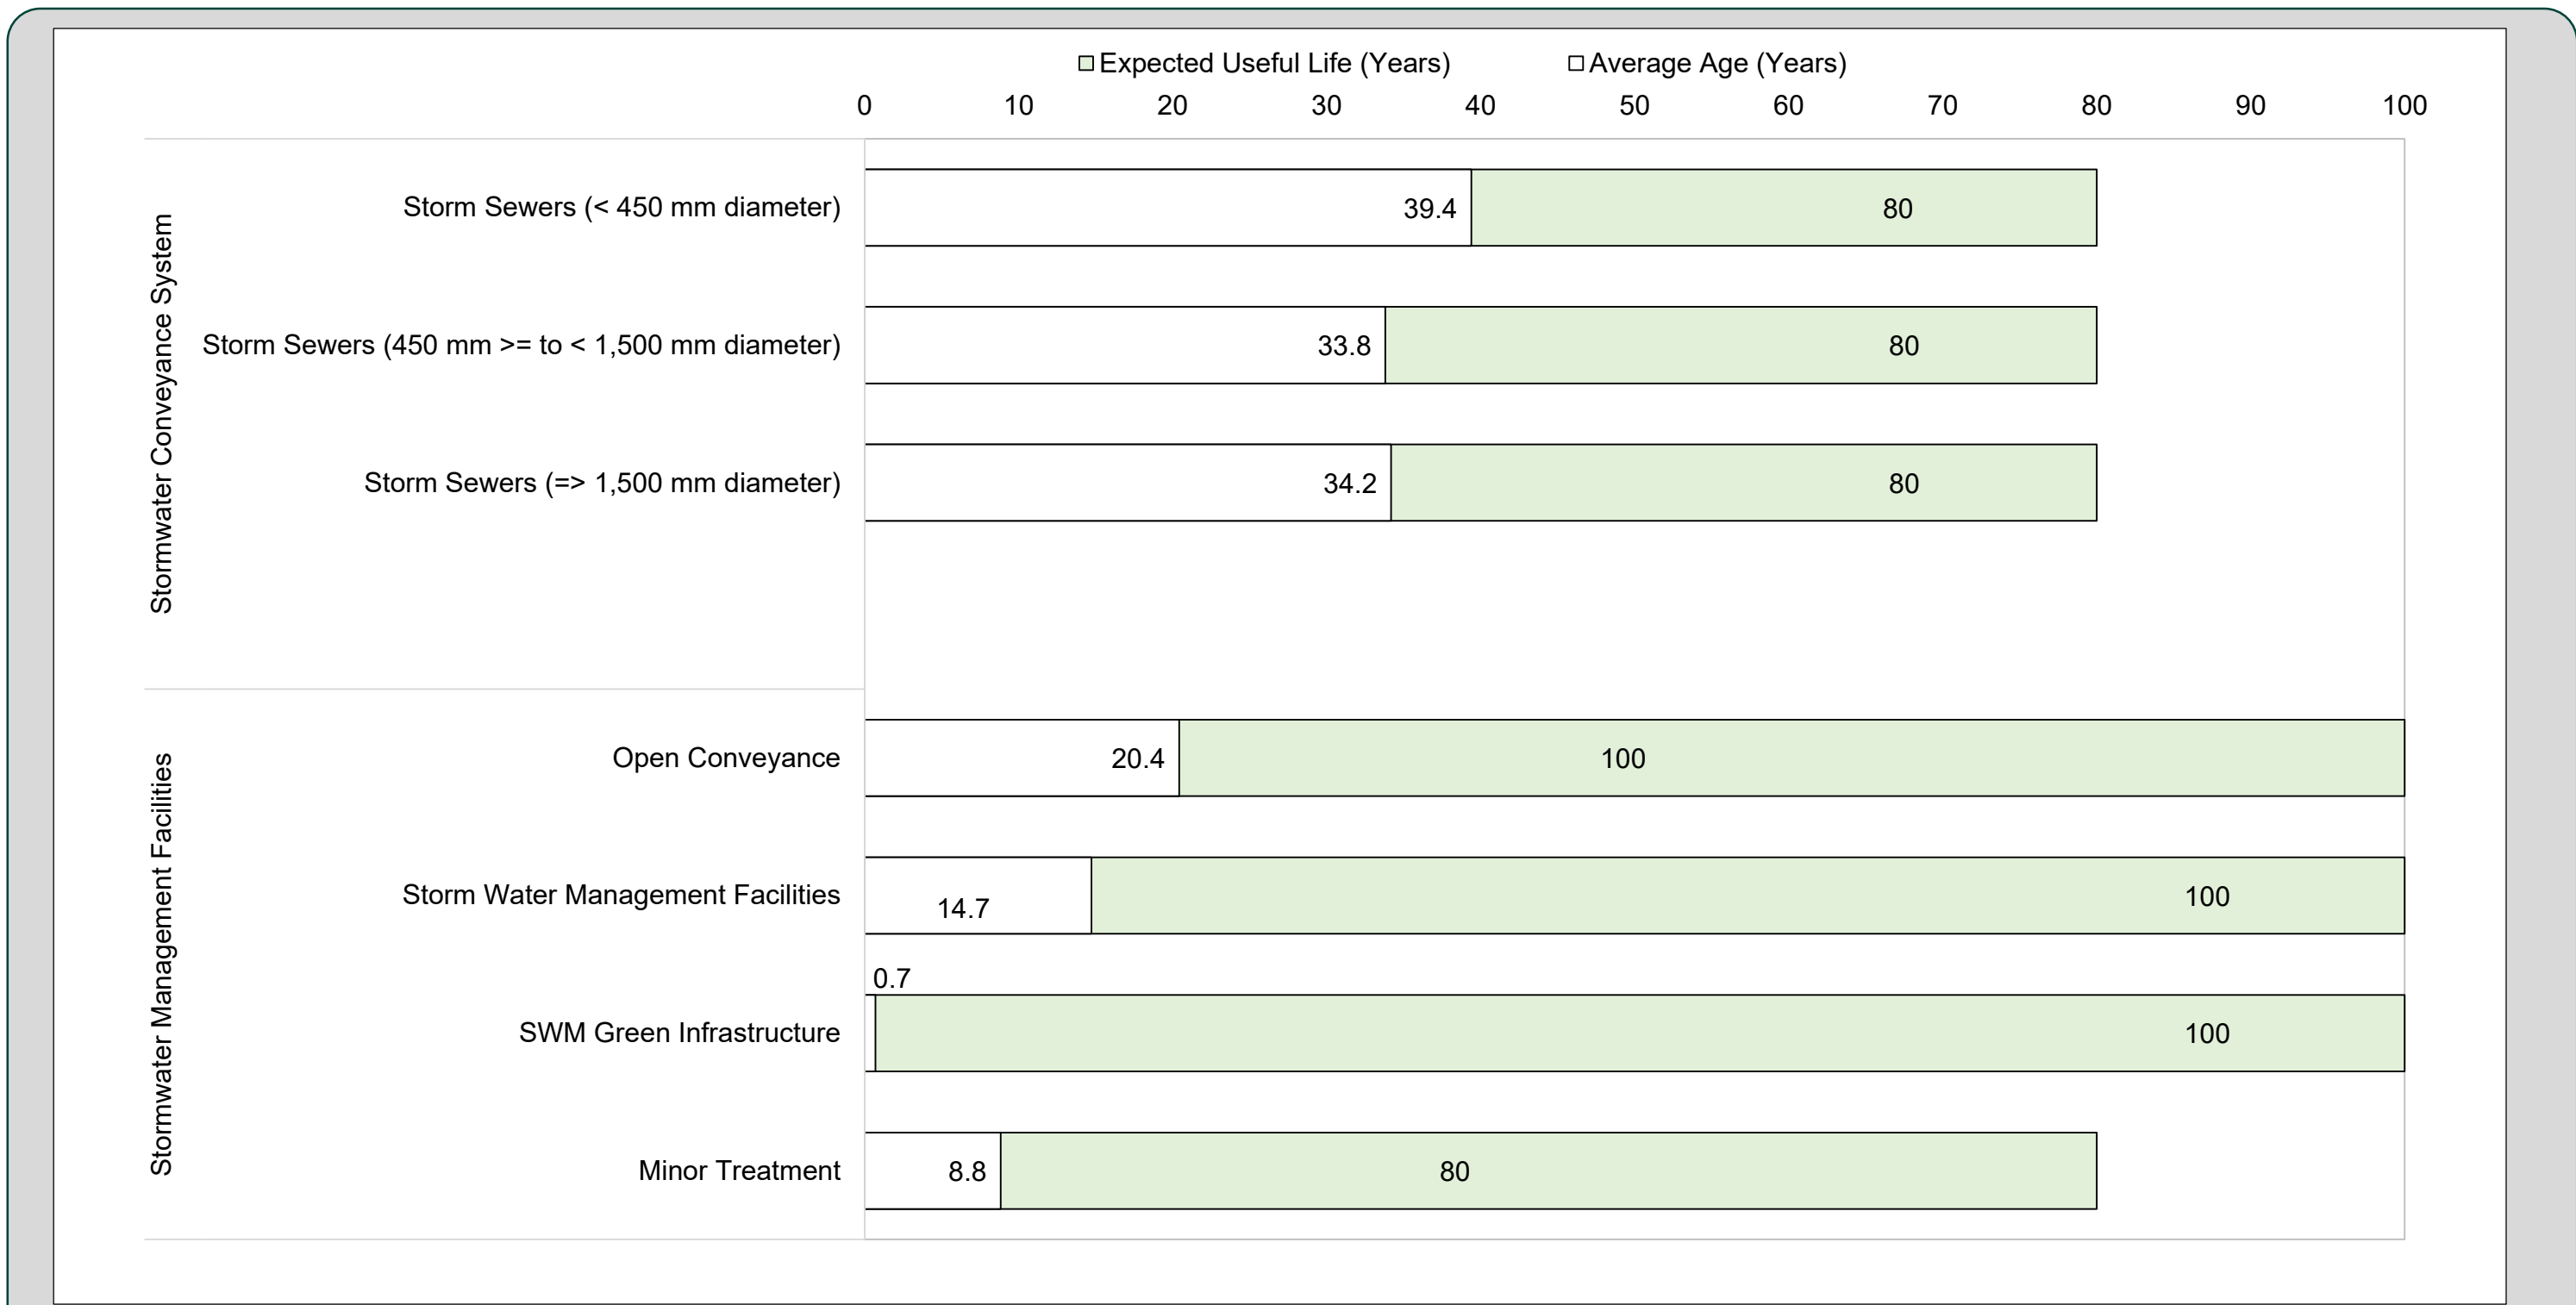 Expected Useful Life (Years) Average Age (Years)
0 10 20 30 40 50 60 70 80 90 100
Stormwater Conveyance System
Storm Sewers (< 450 mm diameter) 39.4 80
Storm Sewers (450 mm >= to < 1,500 mm diameter) 33.8 80
Storm Sewers (=> 1,500 mm diameter) 34.2 80
Stormwater Management Facilities
Open Conveyance 20.4 100
Storm Water Management Facilities 14.7 100
0.7
SWM Green Infrastructure 100
Minor Treatment 8.8 80